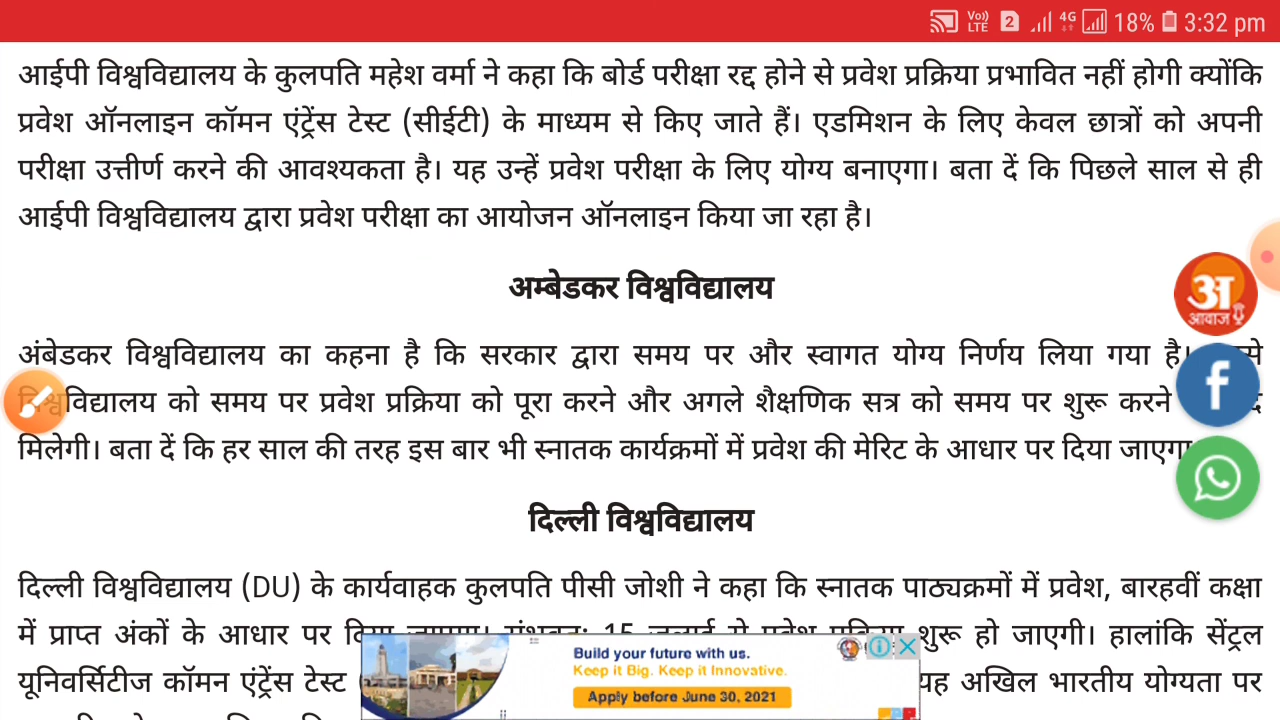 Vo)) LTE 2 4G 18% 3:32 pm
आईपी विश्वविद्यालय के कुलपति महेश वर्मा ने कहा कि बोर्ड परीक्षा रद्द होने से प्रवेश प्रक्रिया प्रभावित नहीं होगी क्योंकि
प्रवेश ऑनलाइन कॉमन एंट्रेंस टेस्ट (सीईटी) के माध्यम से किए जाते हैं। एडमिशन के लिए केवल छात्रों को अपनी
परीक्षा उत्तीर्ण करने की आवश्यकता है। यह उन्हें प्रवेश परीक्षा के लिए योग्य बनाएगा। बता दें कि पिछले साल से ही
आईपी विश्वविद्यालय द्वारा प्रवेश परीक्षा का आयोजन ऑनलाइन किया जा रहा है।
अम्बेडकर विश्वविद्यालय
अ
आवाज
अंबेडकर विश्वविद्यालय का कहना है कि सरकार द्वारा समय पर और स्वागत योग्य निर्णय लिया गया है।
विश्वविद्यालय को समय पर प्रवेश प्रक्रिया को पूरा करने और अगले शैक्षणिक सत्र को समय पर शुरू करने
मिलेगी। बता दें कि हर साल की तरह इस बार भी स्नातक कार्यक्रमों में प्रवेश की मेरिट के आधार पर दिया जाएगा
दिल्ली विश्वविद्यालय
दिल्ली विश्वविद्यालय (DU) के कार्यवाहक कुलपति पीसी जोशी ने कहा कि स्नातक पाठ्यक्रमों में प्रवेश, बारहवीं कक्षा
में प्राप्त अंकों के आधार पर शुरू हो जाएगी। हालांकि सेंट्रल
यूनिवर्सिटीज कॉमन एंट्रेंस टेस्ट यह अखिल भारतीय योग्यता पर
Build your future with us.
Keep it Big. Keep it Innovative.
Apply before June 30, 2021